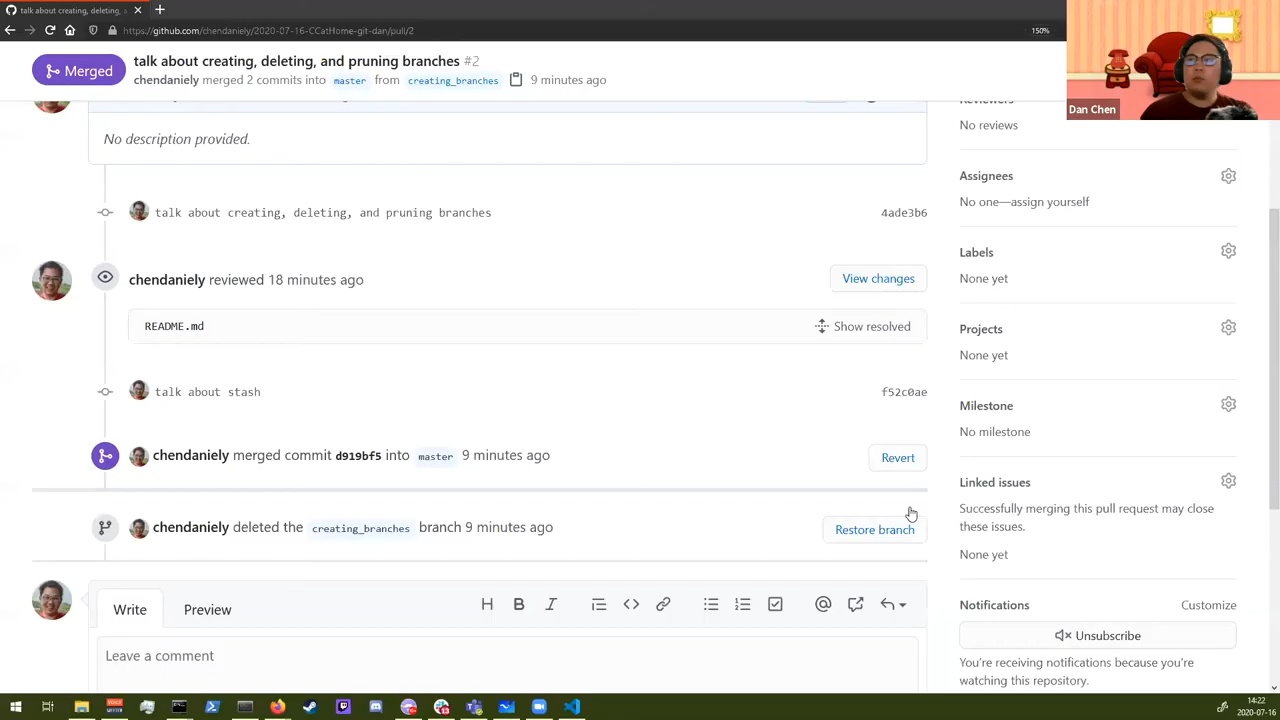 talk about creating, deleting, a
https://github.com/chendaniely/2020-07-16-CCatHome-git-dan/pull/2
150%
Merged
talk about creating, deleting, and pruning branches #2
chendaniely merged 2 commits into master from creating_branches 9 minutes ago
Dan Chen
Reviewers
No description provided.
No reviews
Assignees
No one—assign yourself
talk about creating, deleting, and pruning branches 4ade3b6
Labels
None yet
chendaniely reviewed 18 minutes ago
View changes
README.md
Show resolved
Projects
None yet
talk about stash f52c0ae
Milestone
No milestone
chendaniely merged commit d919bf5 into master 9 minutes ago
Revert
Linked issues
Successfully merging this pull request may close
these issues.
None yet
chendaniely deleted the creating_branches branch 9 minutes ago
Restore branch
Write
Preview
Leave a comment
Notifications
Customize
Unsubscribe
You're receiving notifications because you're
watching this repository.
14:22
2020-07-16